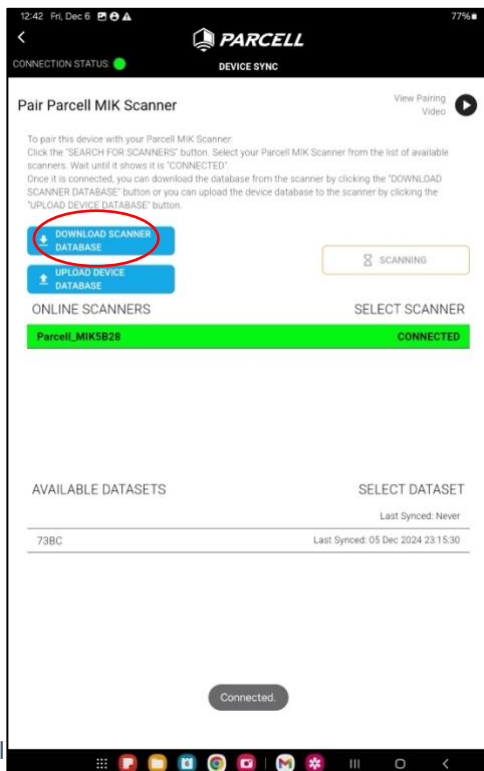 12:42 Fri, Dec 6
77%
PARCELL
CONNECTION STATUS:
DEVICE SYNC
Pair Parcell MIK Scanner
View Pairing
Video
To pair this device with your Parcell MIK Scanner:
Click the "SEARCH FOR SCANNERS" button. Select your Parcell MIK Scanner from the list of available
scanners. Wait until it shows it is "CONNECTED".
Once it is connected, you can download the database from the scanner by clicking the "DOWNLOAD
SCANNER DATABASE" button or you can upload the device database to the scanner by clicking the
"UPLOAD DEVICE DATABASE" button.
DOWNLOAD SCANNER
DATABASE
UPLOAD DEVICE
DATABASE
SCANNING
ONLINE SCANNERS
SELECT SCANNER
Parcell_MIK5B28
CONNECTED
AVAILABLE DATASETS
SELECT DATASET
Last Synced: Never
73BC
Last Synced: 05 Dec 2024 23:15:30
Connected.